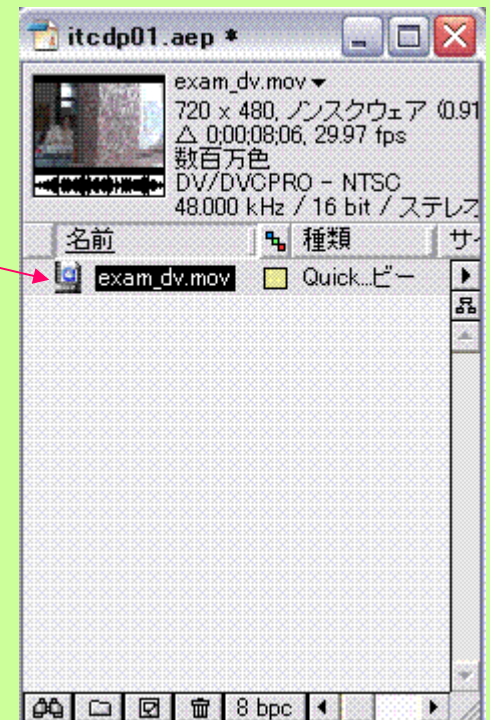 itcdp01.aep *
exam_dv.mov
720 x 480, ノンスクウェア (0.91
△ 0;00;08;06, 29.97 fps
数百万色
DV/DVCPRO - NTSC
48.000 kHz / 16 bit / ステレオ
名前 種類 サイ
exam_dv.mov Quick...ビー
8 bpc